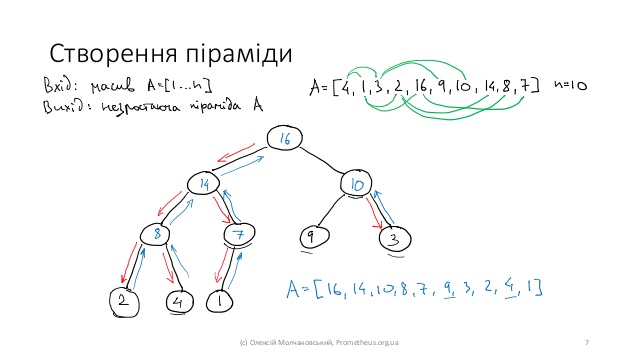 Створення піраміди
Вхід: масив A=[1...n]
Вихід: незростаюча піраміда A
A=[4, 1, 3, 2, 16, 9, 10, 14, 8, 7] n=10
16
14 10
8 7 9 3
2 4 1
A=[16, 14, 10, 8, 7, 9, 3, 2, 4, 1]
(c) Олексій Молчановський, Prometheus.org.ua 7